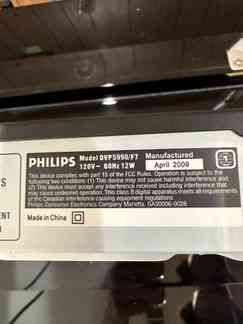 PHILIPS Model DVP5990/F7 Manufactured
120V~ 60Hz 12W April 2009
This device complies with part 15 of the FCC Rules. Operation is subject to the
following two conditions: (1) This device may not cause harmful interference and
(2) This device must accept any interference received including interference that
may cause undesired operation. This class B digital apparatus meets all requirements
of the Canadian interference-causing equipment regulations
Philips Consumer Electronics Company Marietta, GA30006-0026
Made in China
S
ENT